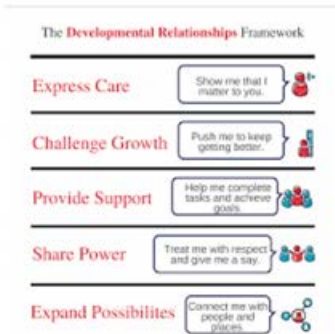 The Developmental Relationships Framework
Express Care
Show me that I
matter to you.
Challenge Growth
Push me to keep
getting better.
Provide Support
Help me complete
tasks and achieve
goals.
Share Power
Treat me with respect
and give me a say.
Expand Possibilites
Connect me with
people and
places.